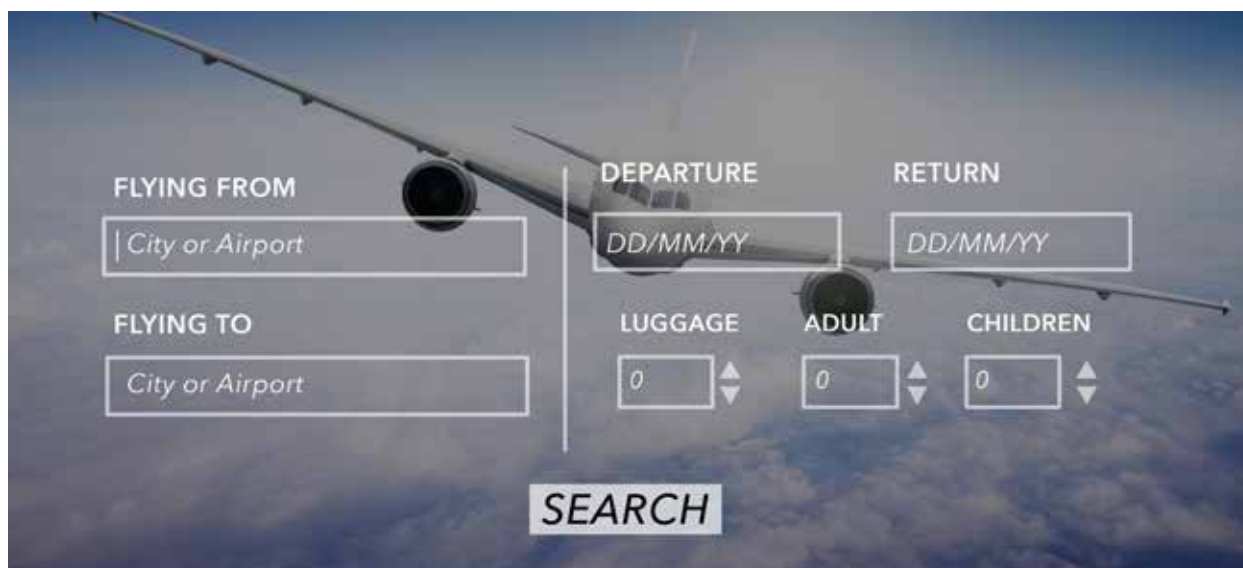 FLYING FROM
City or Airport
FLYING TO
City or Airport
DEPARTURE
RETURN
DD/MM/YY
DD/MM/YY
LUGGAGE
ADULT
CHILDREN
0
0
0
SEARCH